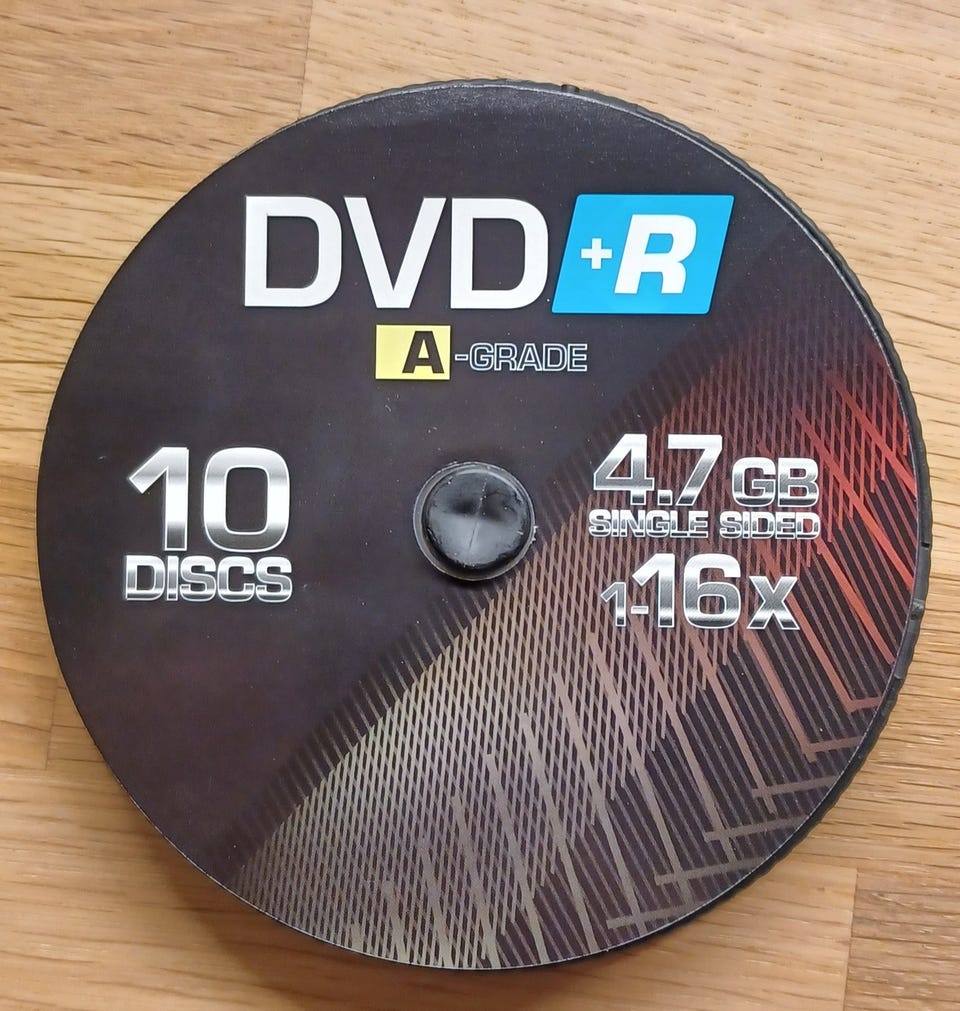 DVD+R
A-GRADE
10
DISCS
4.7 GB
SINGLE SIDED
1-16x